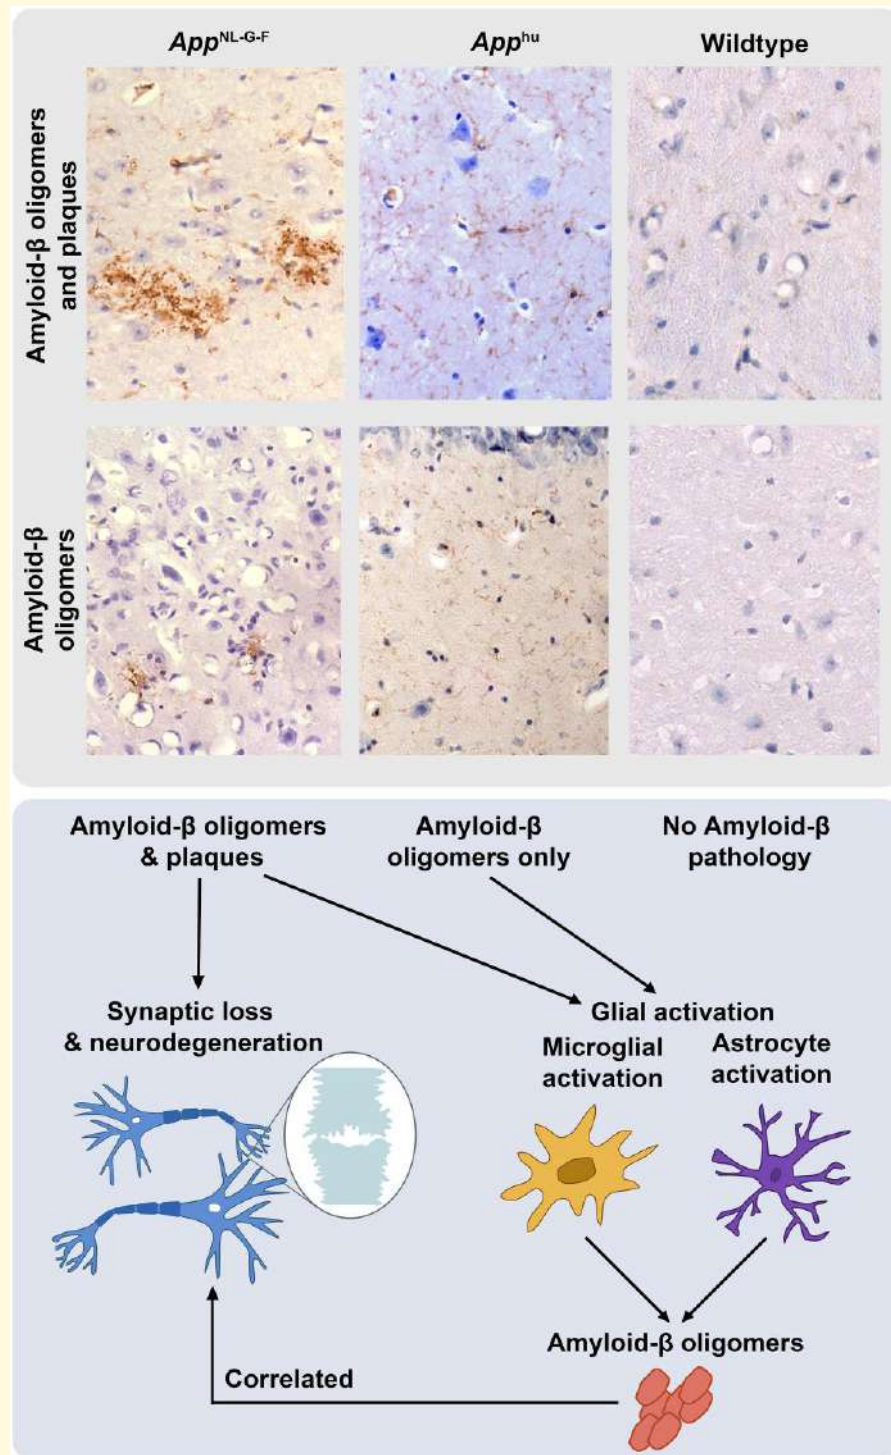 App^NL-G-F
App^hu
Wildtype
Amyloid-β oligomers
and plaques
Amyloid-β
oligomers
Amyloid-β oligomers
& plaques
Amyloid-β
oligomers only
No Amyloid-β
pathology
Synaptic loss
& neurodegeneration
Glial activation
Microglial
activation
Astrocyte
activation
Amyloid-β oligomers
Correlated